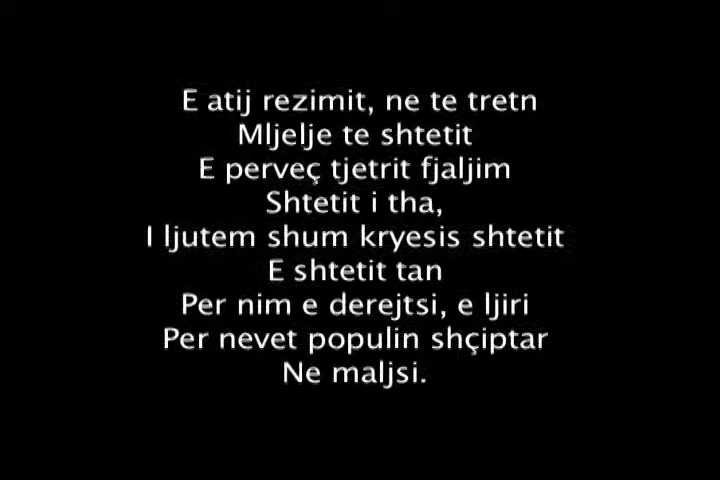 E atij rezimit, ne te tretn
Mljelje te shtetit
E perveç tjetrit fjaljim
Shtetit i tha,
I ljutem shum kryesis shtetit
E shtetit tan
Per nim e derejtsi, e ljiri
Per nevet populin shçiptar
Ne maljsi.